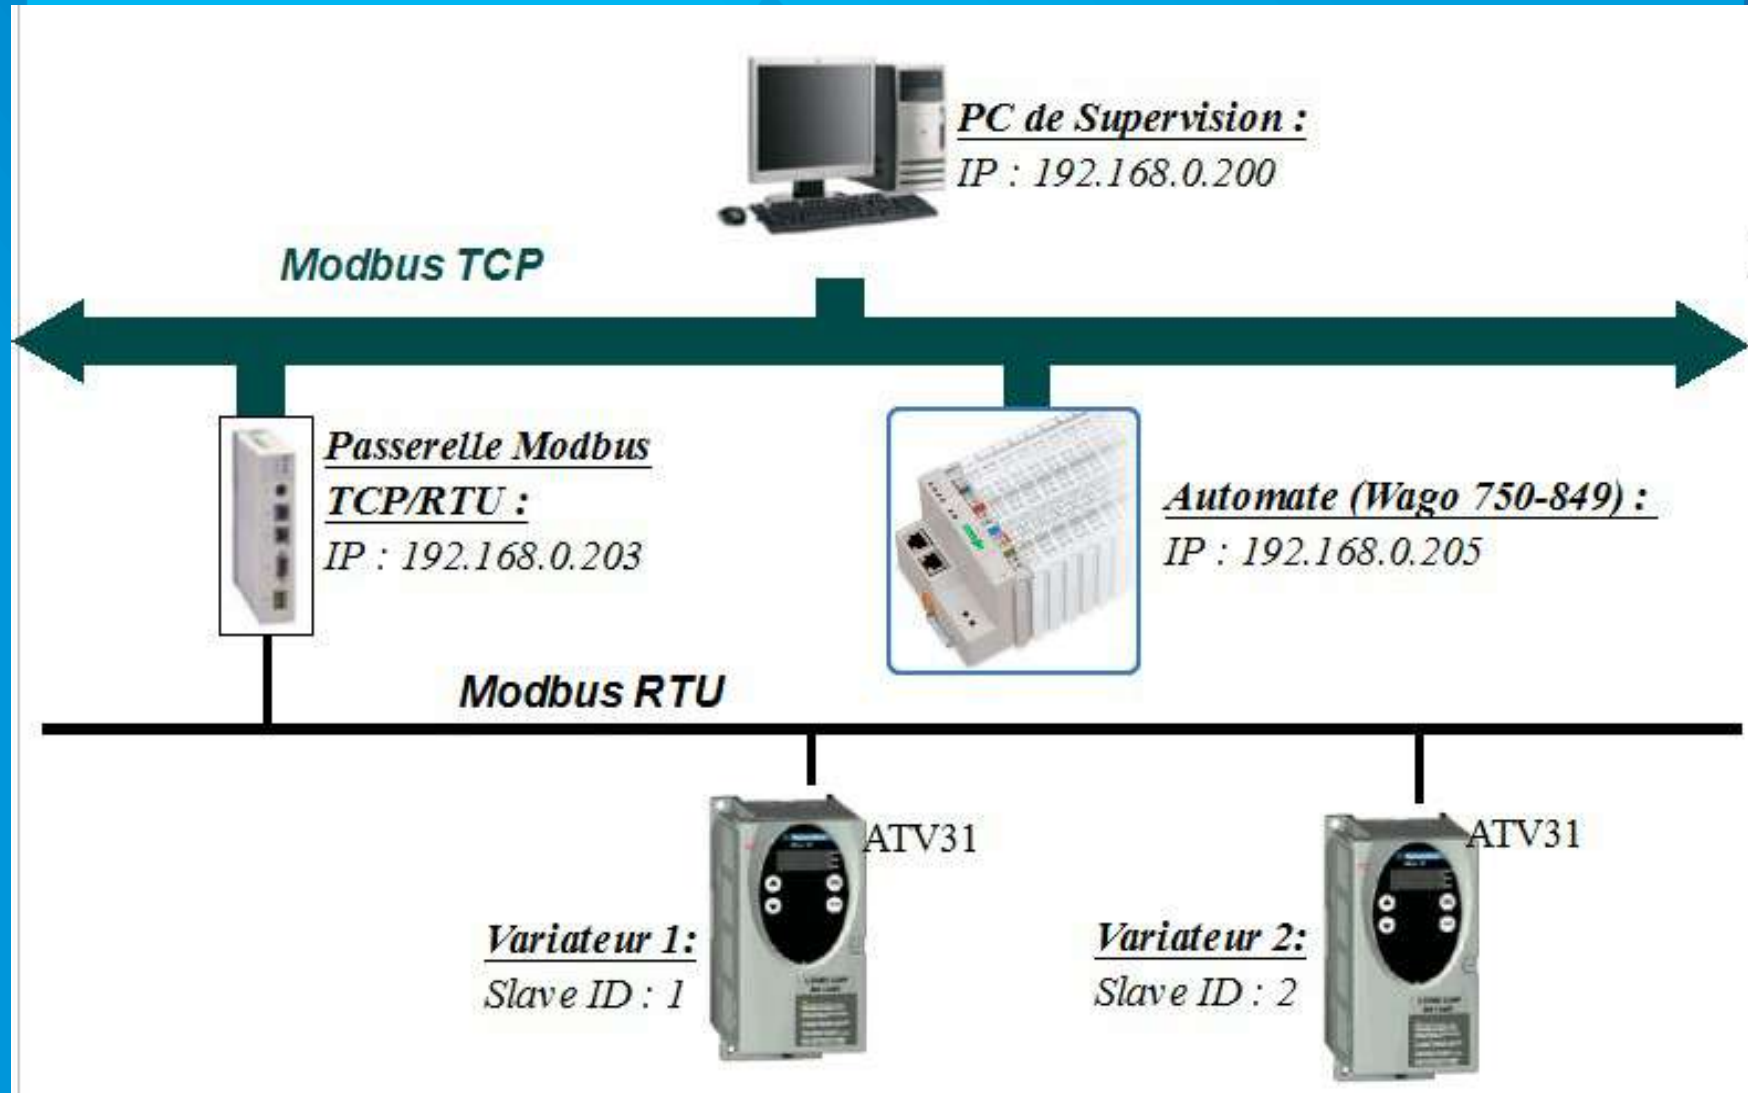 PC de Supervision :
IP : 192.168.0.200
Modbus TCP
Passerelle Modbus
TCP/RTU :
IP : 192.168.0.203
Automate (Wago 750-849) :
IP : 192.168.0.205
Modbus RTU
ATV31
ATV31
Variateur 1:
Slave ID : 1
Variateur 2:
Slave ID : 2